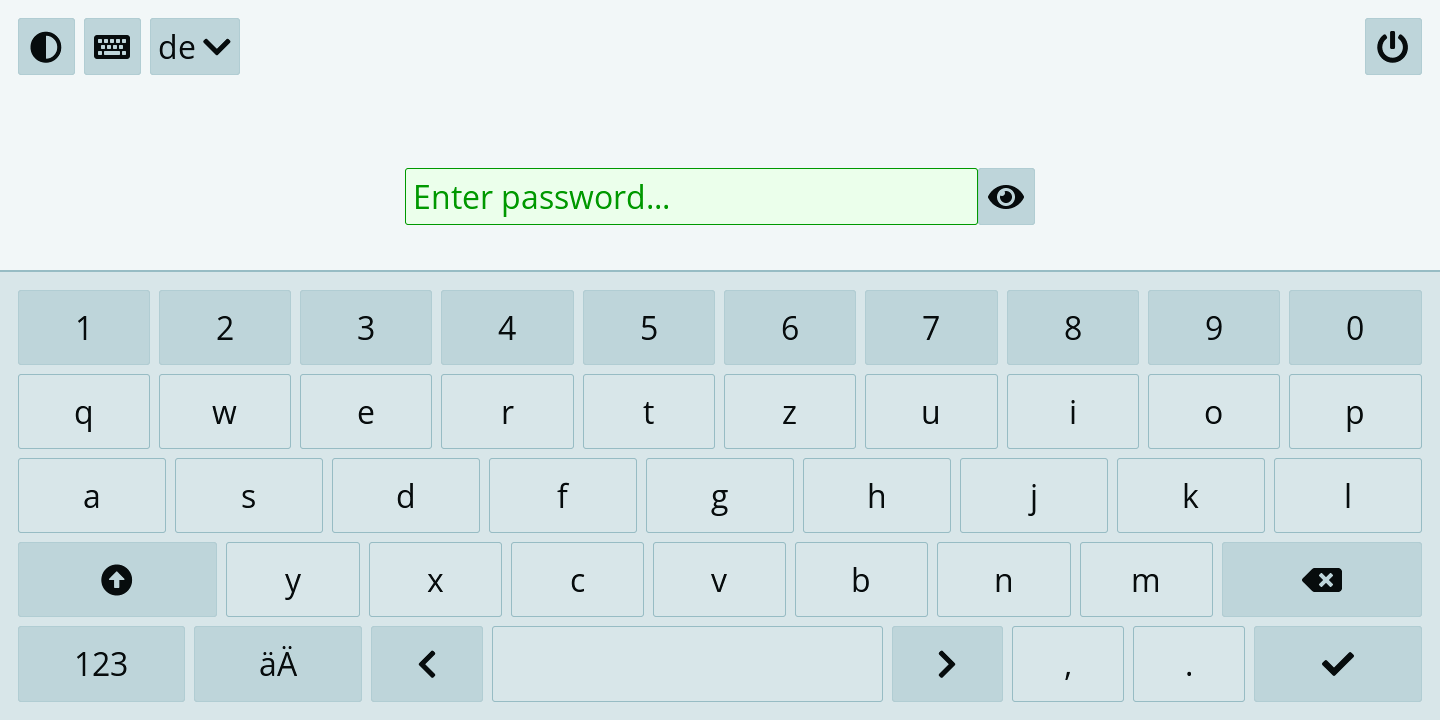 de
Enter password...
1 2 3 4 5 6 7 8 9 0
q w e r t z u i o p
a s d f g h j k l
y x c v b n m
123 äÄ , .